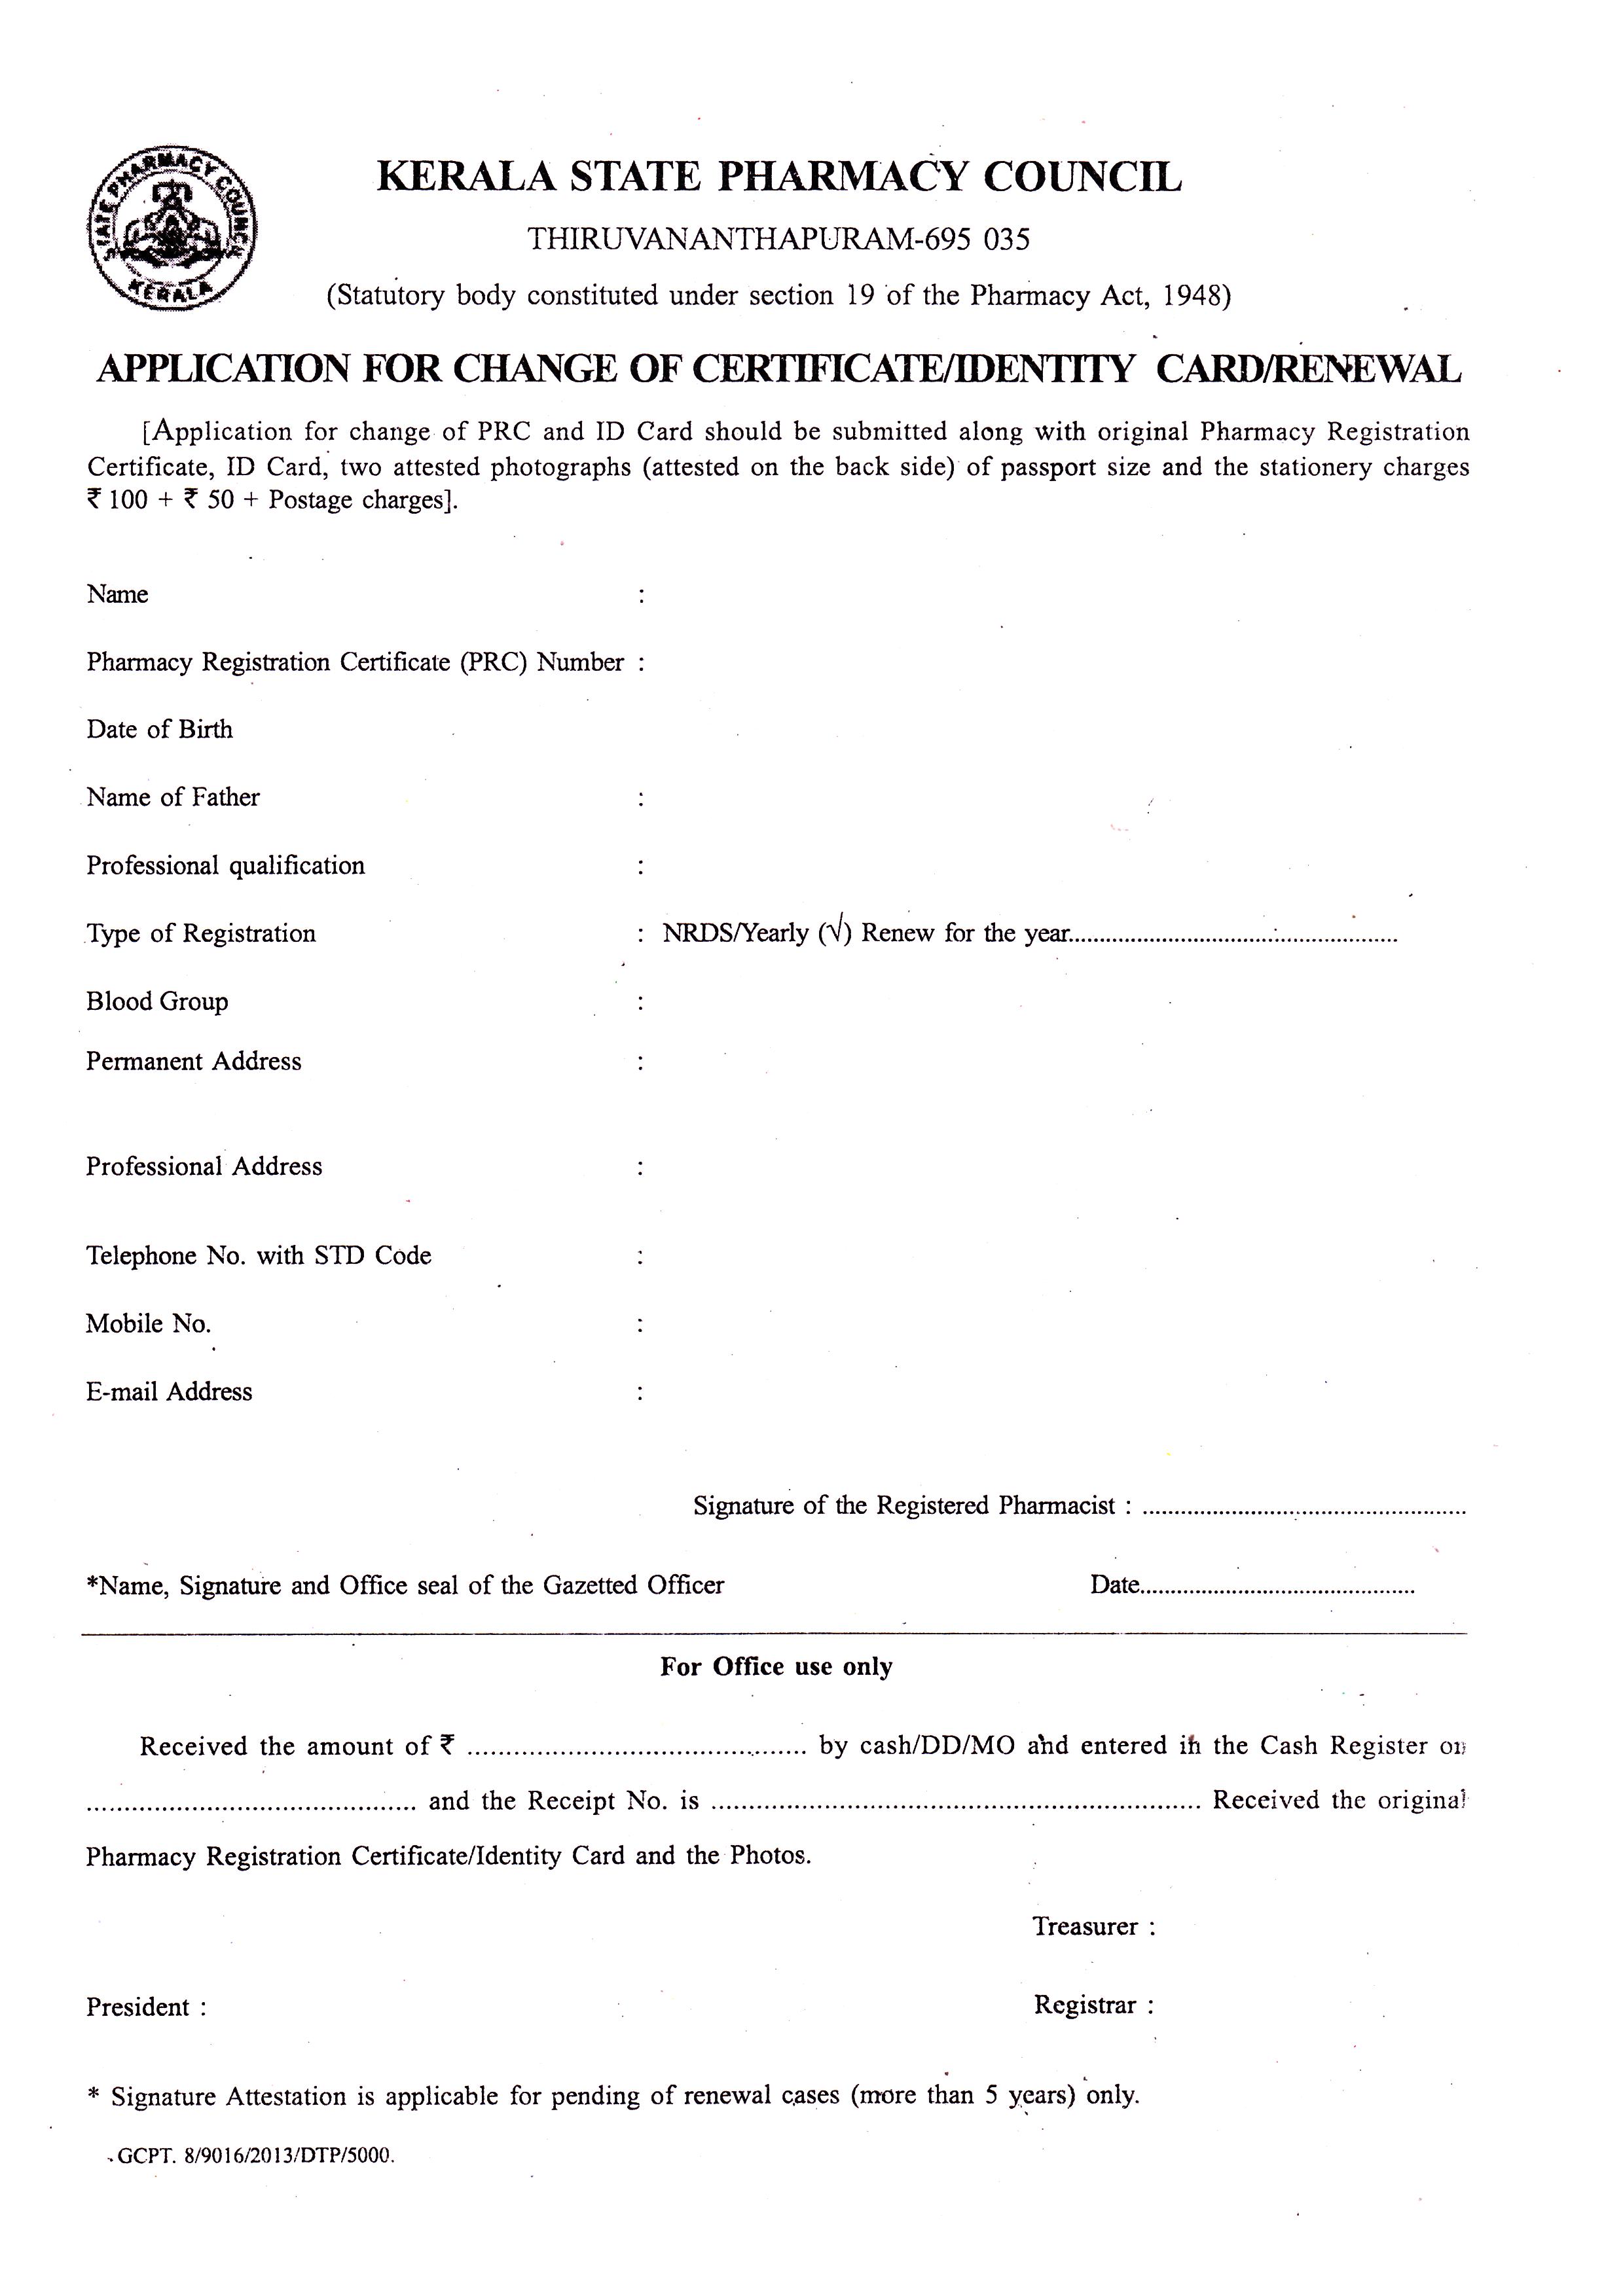 STATE PHARMACY COUNCIL
KERALA
KERALA STATE PHARMACY COUNCIL
THIRUVANANTHAPURAM-695 035
(Statutory body constituted under section 19 of the Pharmacy Act, 1948)
APPLICATION FOR CHANGE OF CERTIFICATE/IDENTITY CARD/RENEWAL
[Application for change of PRC and ID Card should be submitted along with original Pharmacy Registration
Certificate, ID Card, two attested photographs (attested on the back side) of passport size and the stationery charges
₹ 100 + ₹ 50 + Postage charges].
Name :
Pharmacy Registration Certificate (PRC) Number :
Date of Birth
Name of Father :
Professional qualification :
Type of Registration : NRDS/Yearly (√) Renew for the year....................................................
Blood Group :
Permanent Address :
Professional Address :
Telephone No. with STD Code :
Mobile No. :
E-mail Address :
Signature of the Registered Pharmacist : ..................................................
*Name, Signature and Office seal of the Gazetted Officer Date..........................................
For Office use only
Received the amount of ₹ ............................................ by cash/DD/MO and entered in the Cash Register on
............................................ and the Receipt No. is .................................................................. Received the original
Pharmacy Registration Certificate/Identity Card and the Photos.
Treasurer :
President : Registrar :
* Signature Attestation is applicable for pending of renewal cases (more than 5 years) only.
GCPT. 8/9016/2013/DTP/5000.